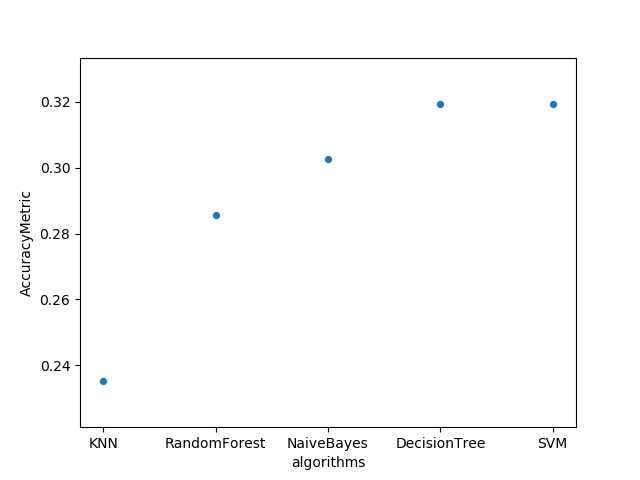 AccuracyMetric
0.32
0.30
0.28
0.26
0.24
KNN RandomForest NaiveBayes DecisionTree SVM
algorithms